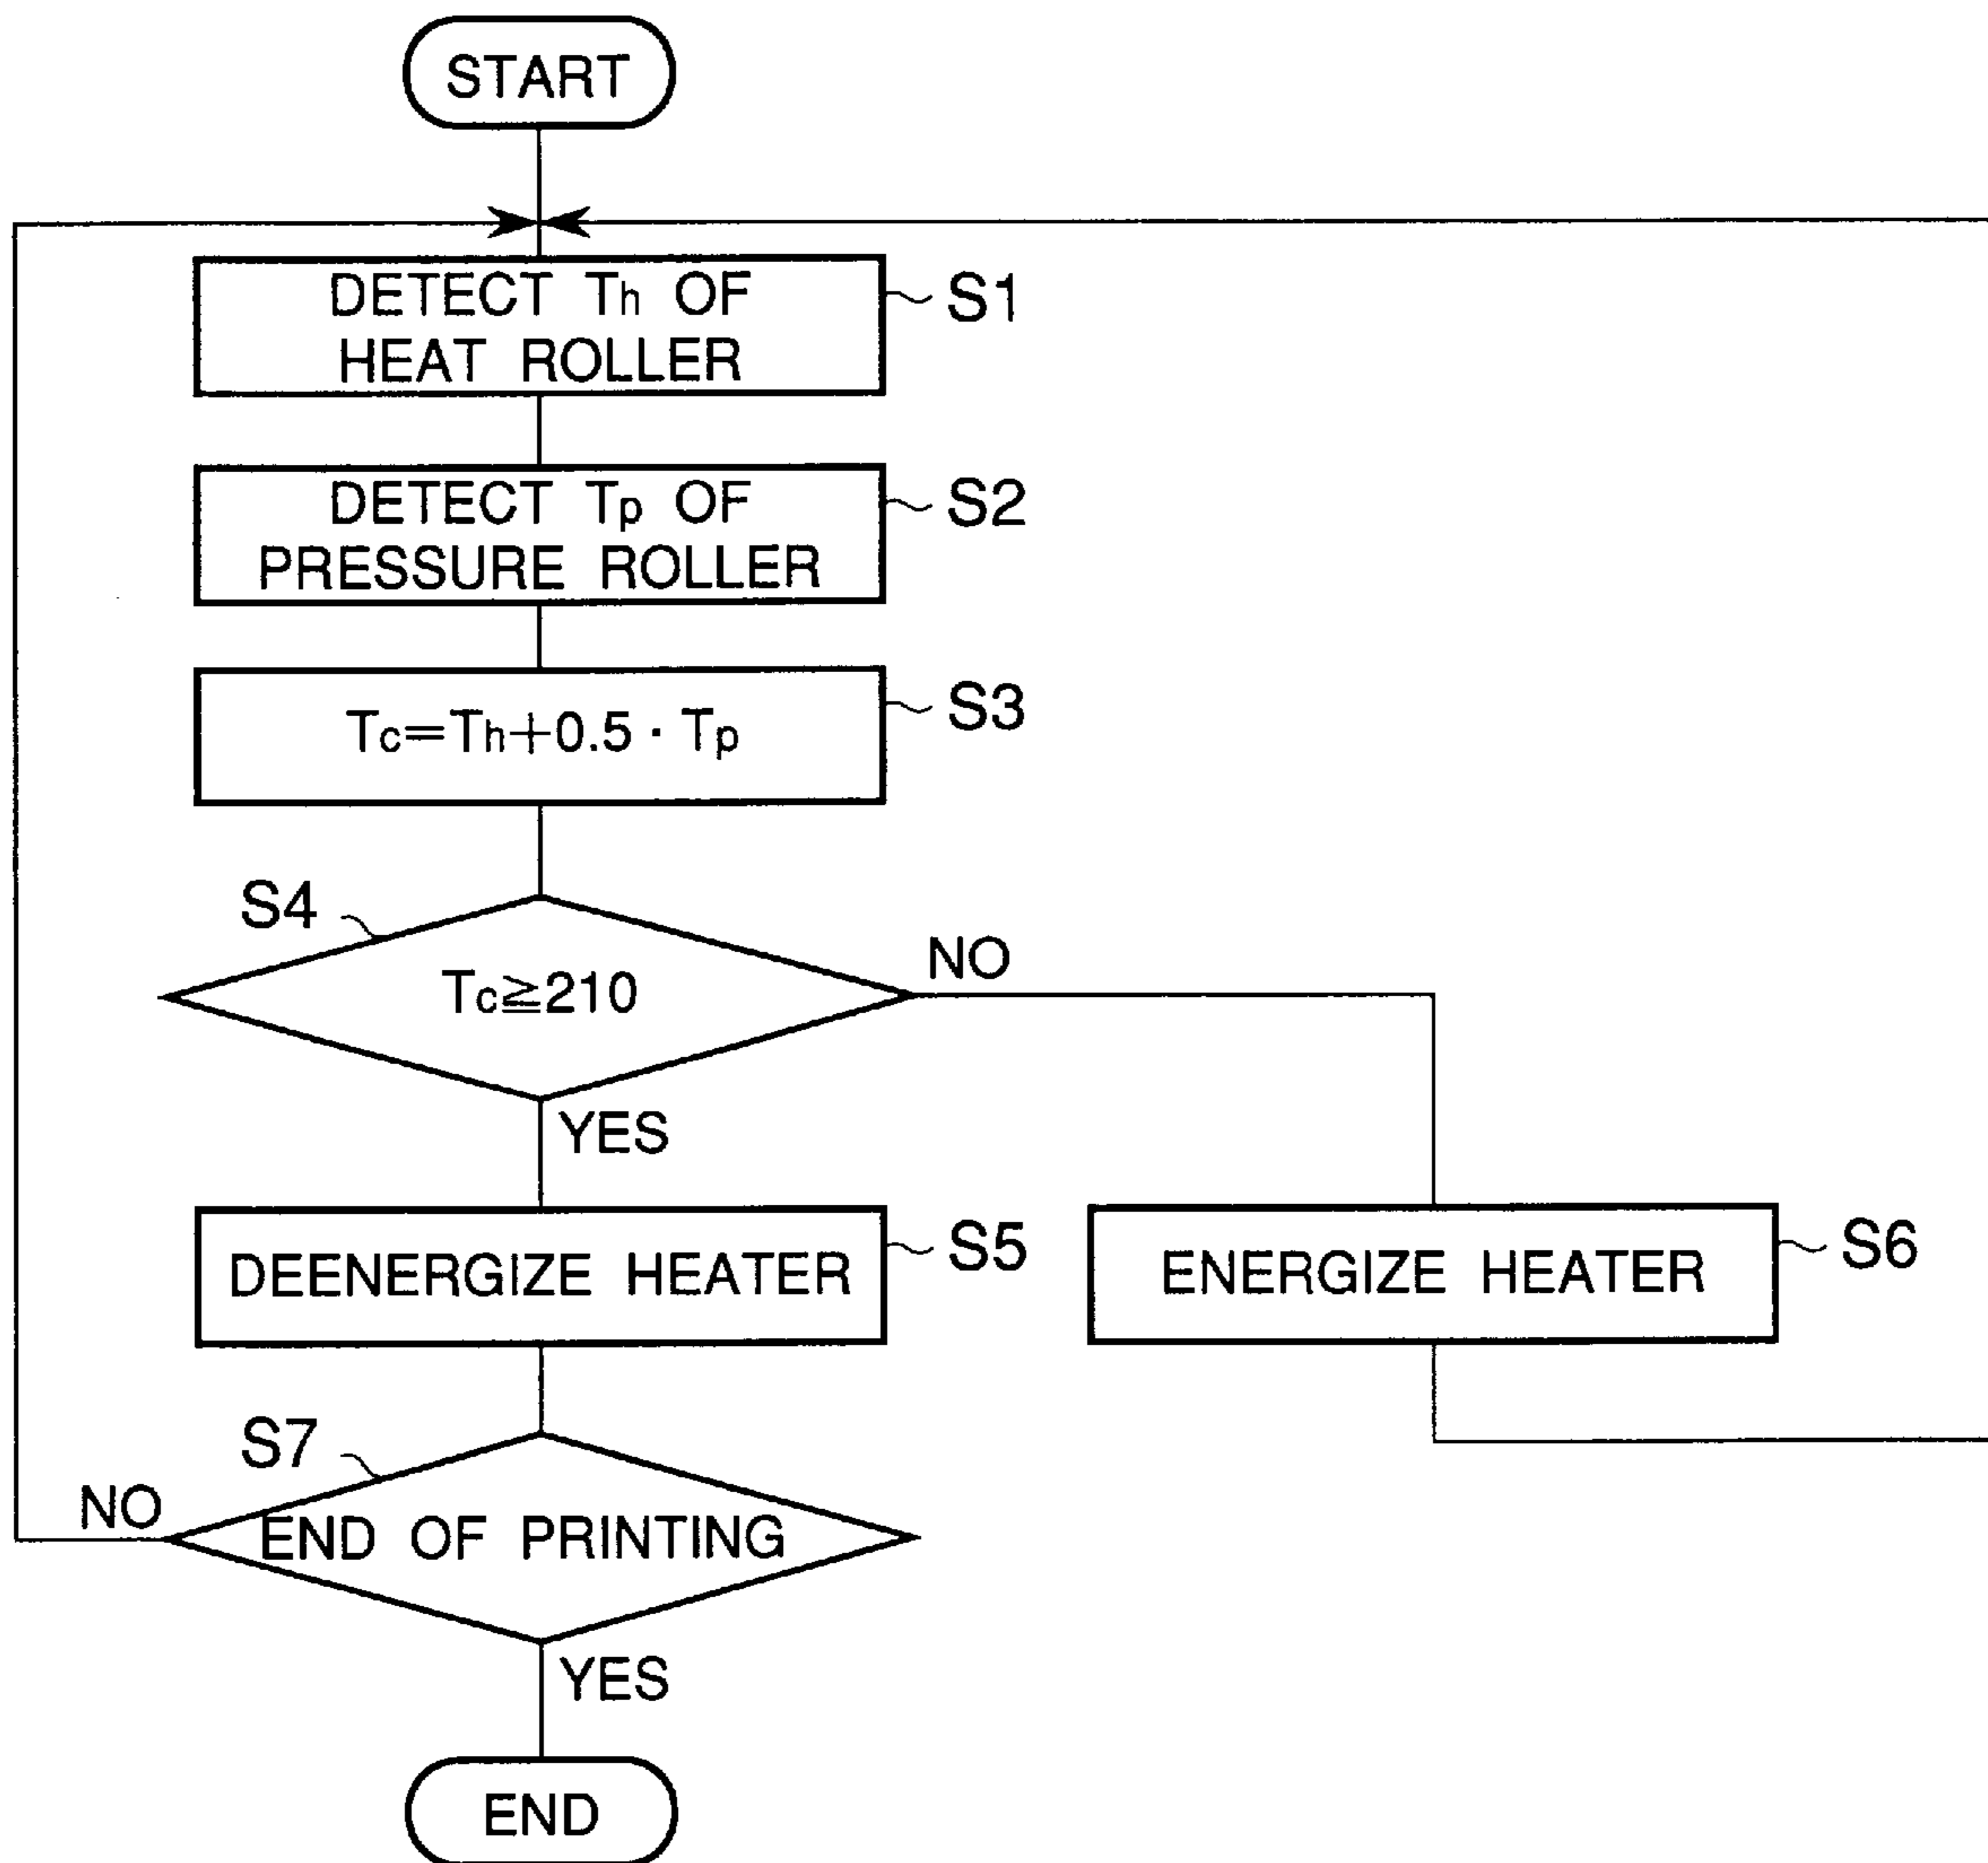 START
DETECT Th OF
HEAT ROLLER
S1
DETECT Tp OF
PRESSURE ROLLER
S2
Tc=Th+0.5 · Tp
S3
S4
Tc≧210
NO
YES
DEENERGIZE HEATER
S5
ENERGIZE HEATER
S6
S7
NO
END OF PRINTING
YES
END